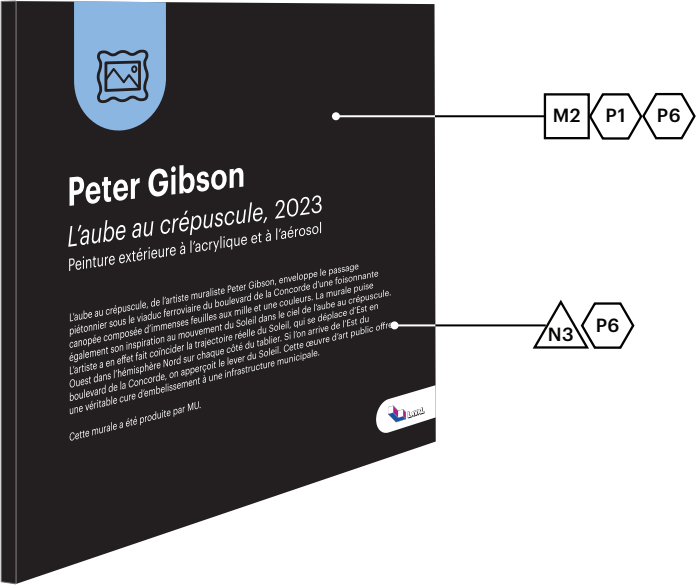 M2 P1 P6
Peter Gibson
L'aube au crépuscule, 2023
Peinture extérieure à l'acrylique et à l'aérosol
L'aube au crépuscule, de l'artiste muraliste Peter Gibson, enveloppe le passage
piétonnier sous le viaduc ferroviaire du boulevard de la Concorde d'une foisonnante
canopée composée d'immenses feuilles aux mille et une couleurs. La murale puise
également son inspiration au mouvement du Soleil dans le ciel de l'aube au crépuscule.
L'artiste a en effet fait coïncider la trajectoire réelle du Soleil, qui se déplace d'Est en
Ouest dans l'hémisphère Nord sur chaque côté du tablier. Si l'on arrive de l'Est du
boulevard de la Concorde, on apperçoit le lever du Soleil. Cette œuvre d'art public offre
une véritable cure d'embelissement à une infrastructure municipale.
N3 P6
Cette murale a été produite par MU.
LAVAL